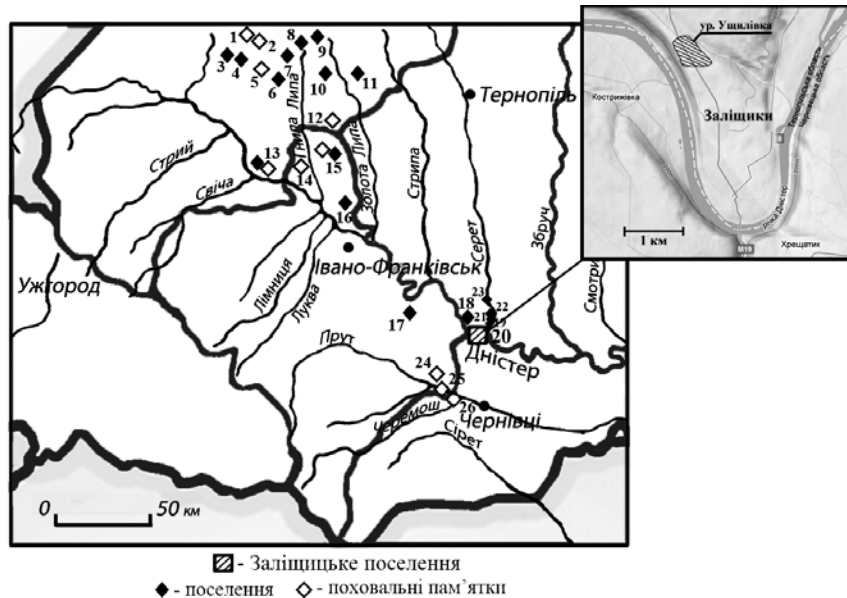 1
2
3
4
5
6
7
8
9
10
11
12
13
14
15
16
17
18
21
22
23
20
24
25
26
Стрий
Свіча
Гнила Липа
Золота Липа
Стрипа
Тернопіль
Серет
Збруч
Смотрич
Ужгород
Лімниця
Луква
Івано-Франківськ
Прут
Дністер
Черемош
Чернівці
Сірет
0 50 км
ур. Ущилівка
Кострижівка
Заліщики
Тернопільська область
Чернівецька область
річка Дністер
1 км
М19
Хрещатик
- Заліщицьке поселення
- поселення
- поховальні пам’ятки